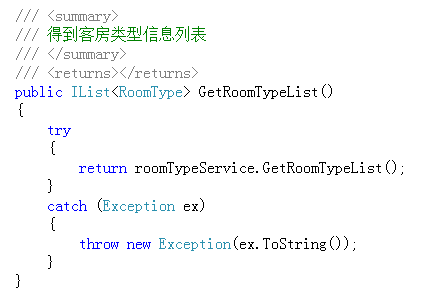 /// <summary>
/// 得到客房类型信息列表
/// </summary>
/// <returns></returns>
public IList<RoomType> GetRoomTypeList()
{
    try
    {
        return roomTypeService.GetRoomTypeList();
    }
    catch (Exception ex)
    {
        throw new Exception(ex.ToString());
    }
}